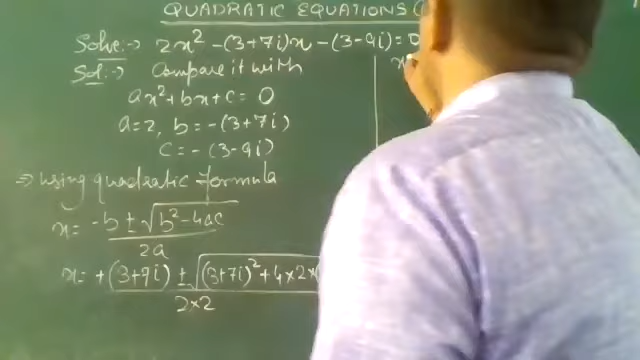 QUADRATIC EQUATIONS (
Solve:-> 2x² -(3+7i)x -(3-9i)=0
Sol:-> Compare it with
x
ax²+bx+c=0
a=2, b=-(3+7i)
c=-(3-9i)
⇒ using quadratic formula
x= -b ± √b²-4ac / 2a
x= +(3+7i) ± √(3+7i)²+4×2×( / 2×2